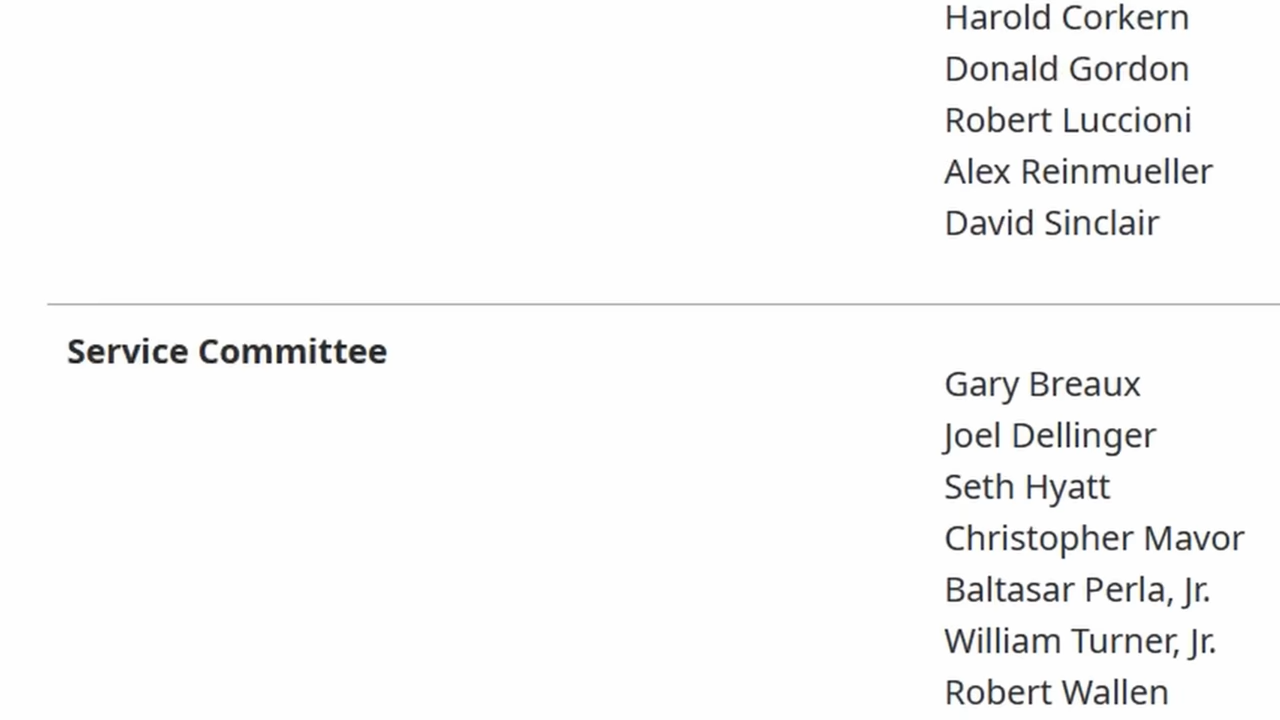 Harold Corkern
Donald Gordon
Robert Luccioni
Alex Reinmueller
David Sinclair
Service Committee
Gary Breaux
Joel Dellinger
Seth Hyatt
Christopher Mavor
Baltasar Perla, Jr.
William Turner, Jr.
Robert Wallen